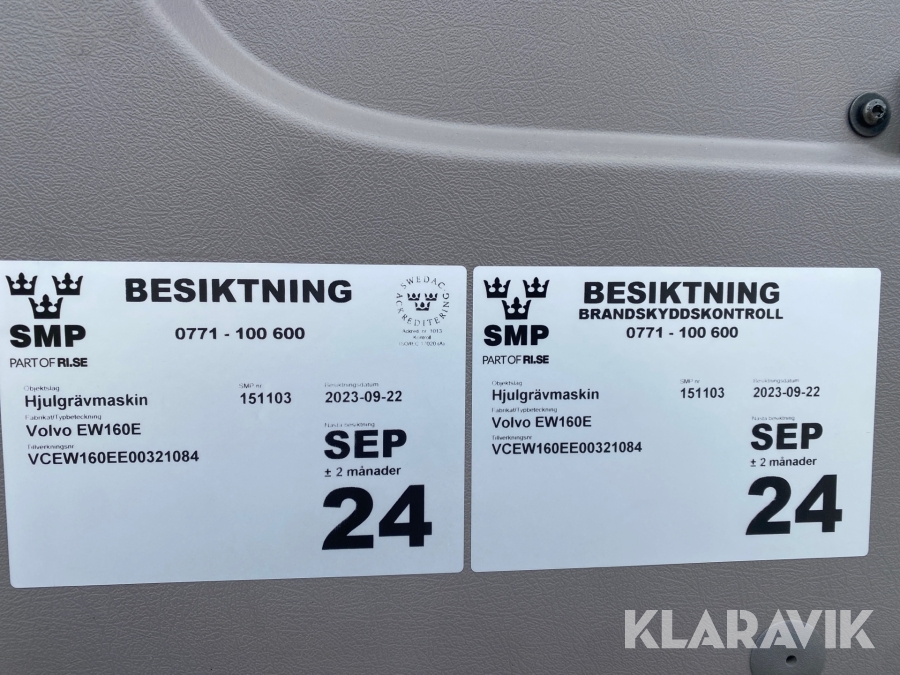 BESIKTNING
0771 - 100 600
SMP
PART OF RI.SE
SWEDAC
ACKREDITERING
Objektslag
Hjulgrävmaskin
SMP nr
151103
Besiktningsdatum
2023-09-22
Fabrikat/Typbeteckning
Volvo EW160E
Tillverkningsnr
VCEW160EE00321084
Nästa besiktning
SEP
± 2 månader
24
BESIKTNING
BRANDSKYDDSKONTROLL
0771 - 100 600
SMP
PART OF RI.SE
Objektslag
Hjulgrävmaskin
SMP nr
151103
Besiktningsdatum
2023-09-22
Fabrikat/Typbeteckning
Volvo EW160E
Tillverkningsnr
VCEW160EE00321084
Nästa besiktning
SEP
± 2 månader
24
KLARAVIK